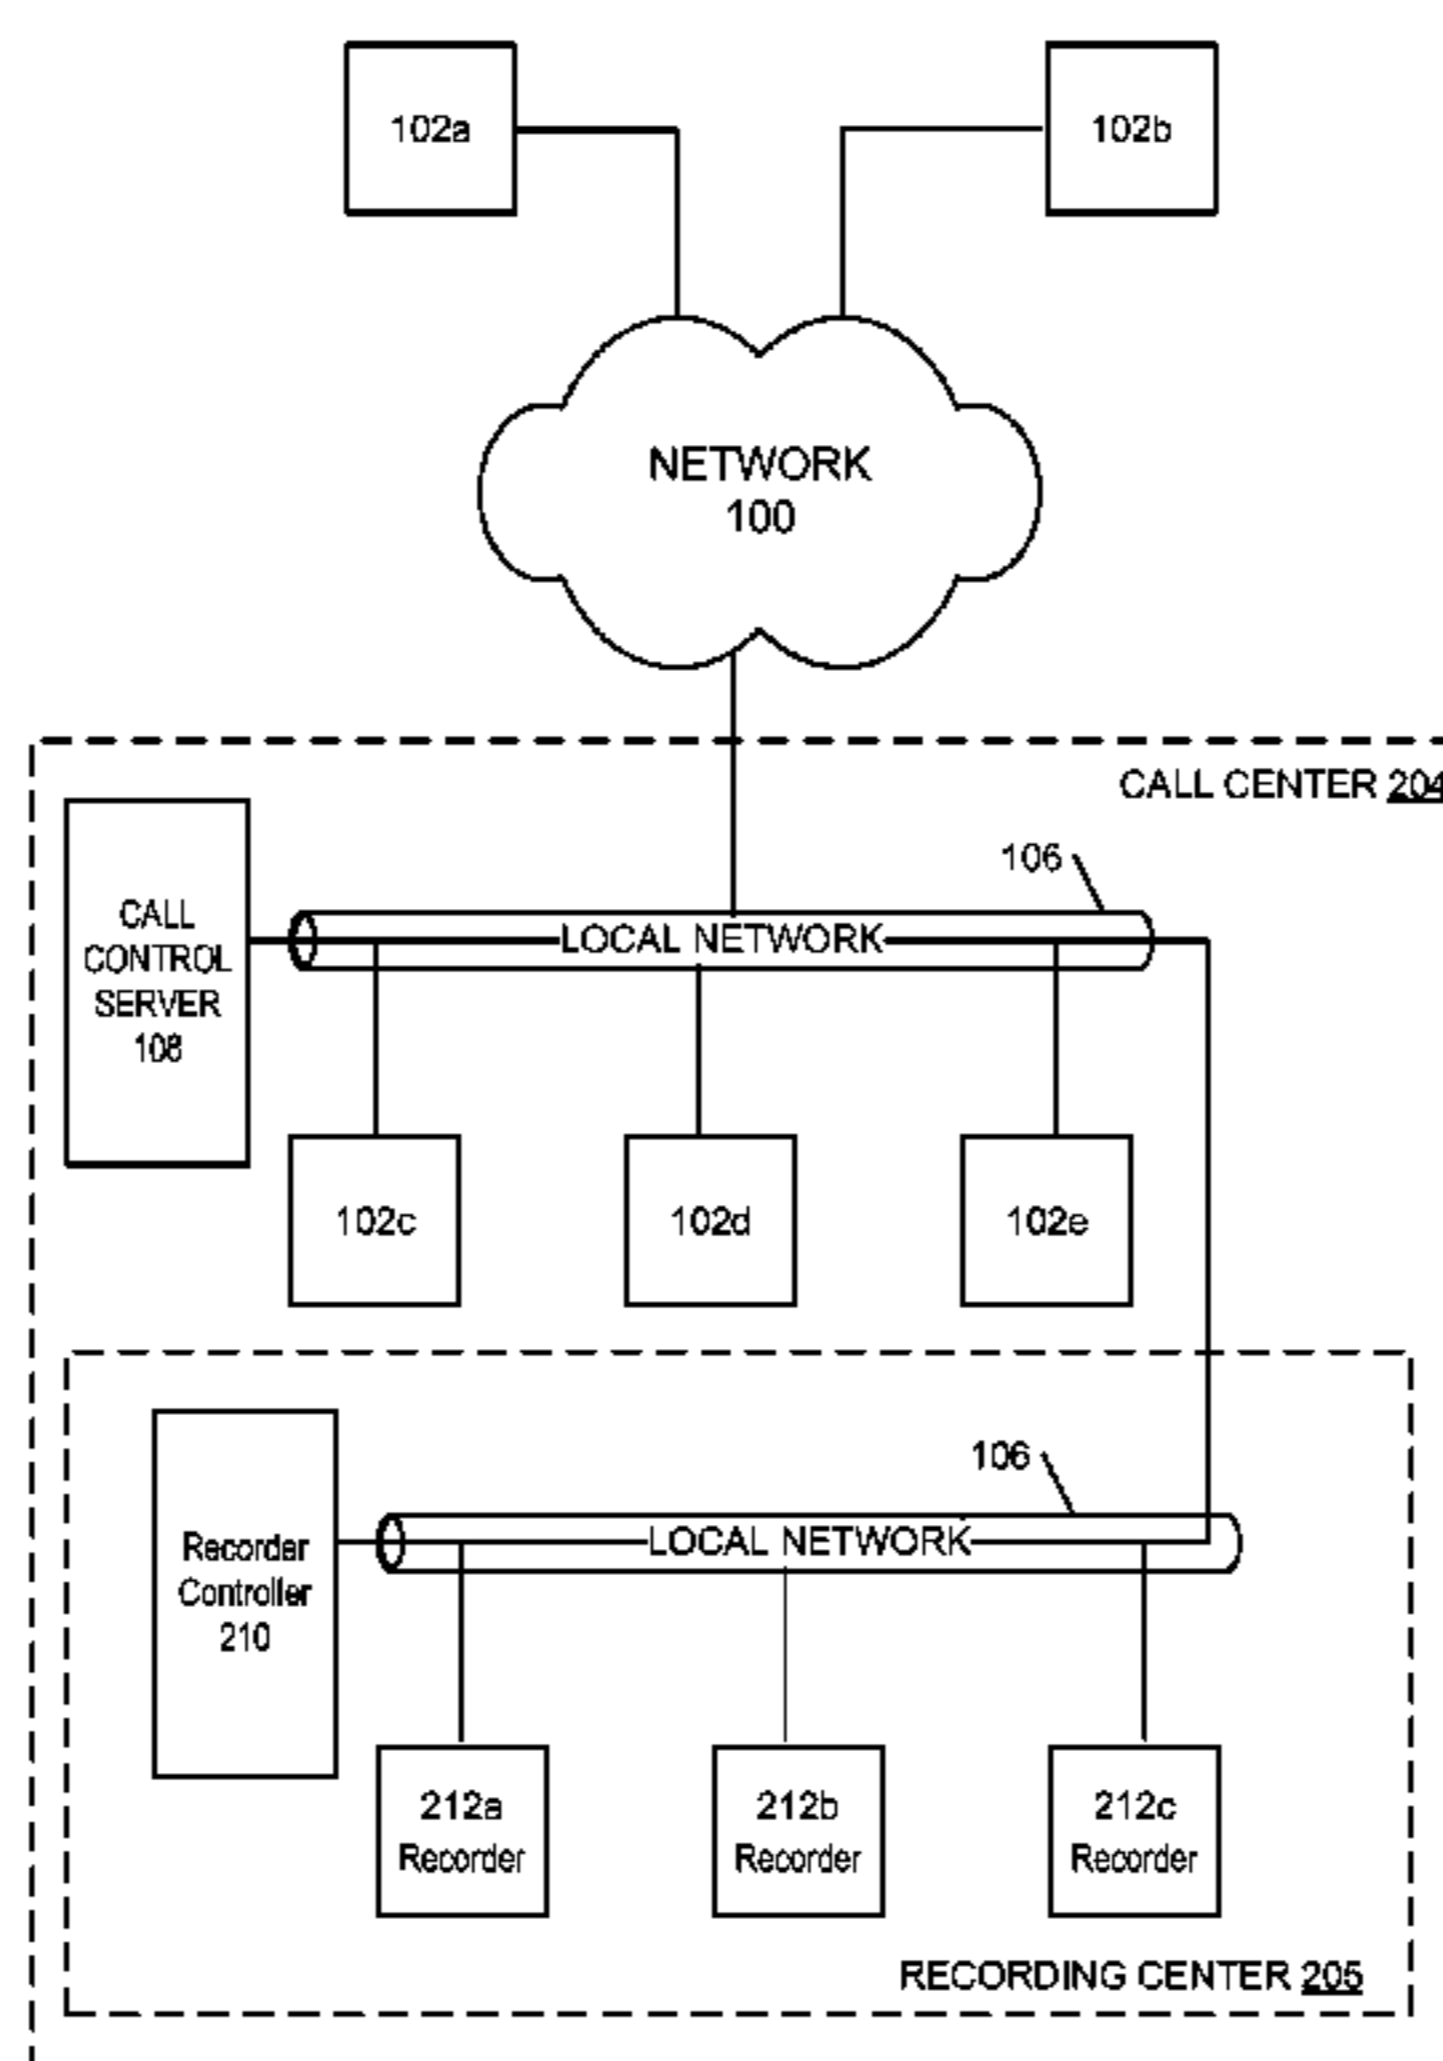 102a
102b
NETWORK
100
CALL CENTER 204
106
CALL
CONTROL
SERVER
108
LOCAL NETWORK
102c
102d
102e
106
Recorder
Controller
210
LOCAL NETWORK
212a
Recorder
212b
Recorder
212c
Recorder
RECORDING CENTER 205